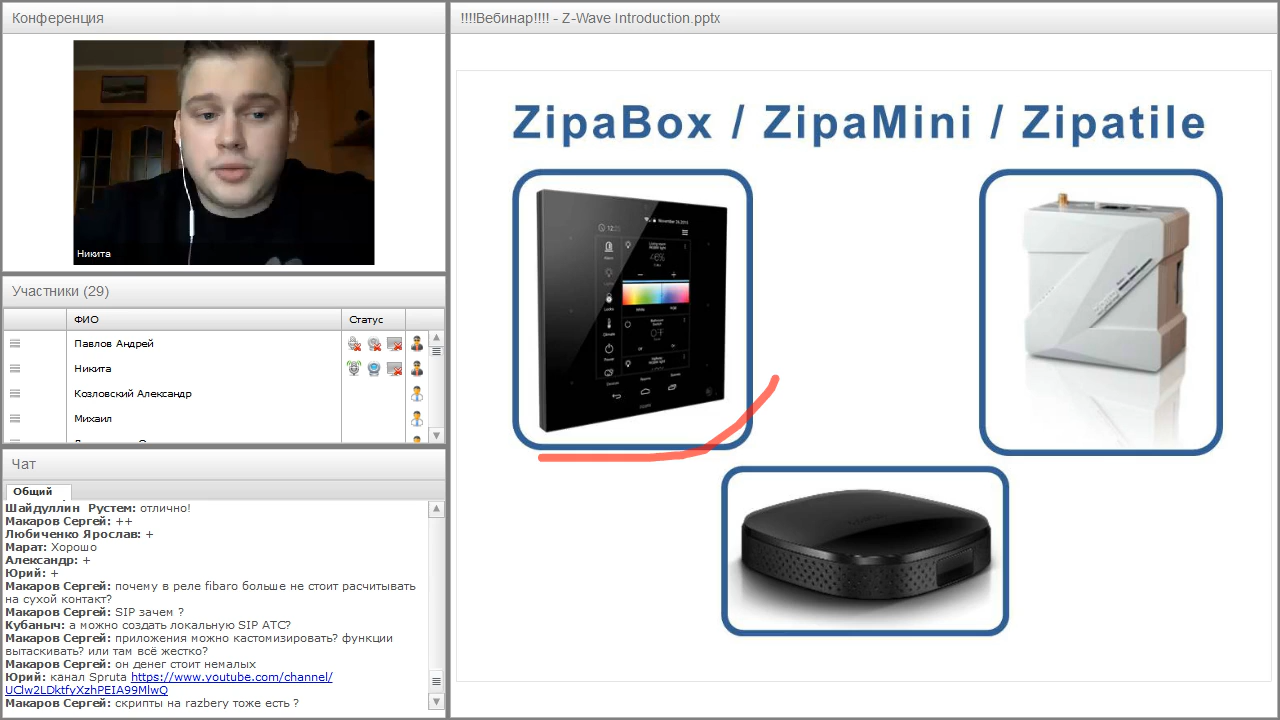 Конференция
Никита
Участники (29)
ФИО Статус
Павлов Андрей
Никита
Козловский Александр
Михаил
Чат
Общий
Шайдуллин Рустем: отлично!
Макаров Сергей: ++
Любиченко Ярослав: +
Марат: Хорошо
Александр: +
Юрий: +
Макаров Сергей: почему в реле fibaro больше не стоит расчитывать
на сухой контакт?
Макаров Сергей: SIP зачем ?
Кубаныч: а можно создать локальную SIP АТС?
Макаров Сергей: приложения можно кастомизировать? функции
вытаскивать? или там всё жестко?
Макаров Сергей: он денег стоит немалых
Юрий: канал Spruta https://www.youtube.com/channel/
UClw2LDktfyXzhPEIA99MlwQ
Макаров Сергей: скрипты на razbery тоже есть ?
!!!!Вебинар!!!! - Z-Wave Introduction.pptx
ZipaBox / ZipaMini / Zipatile